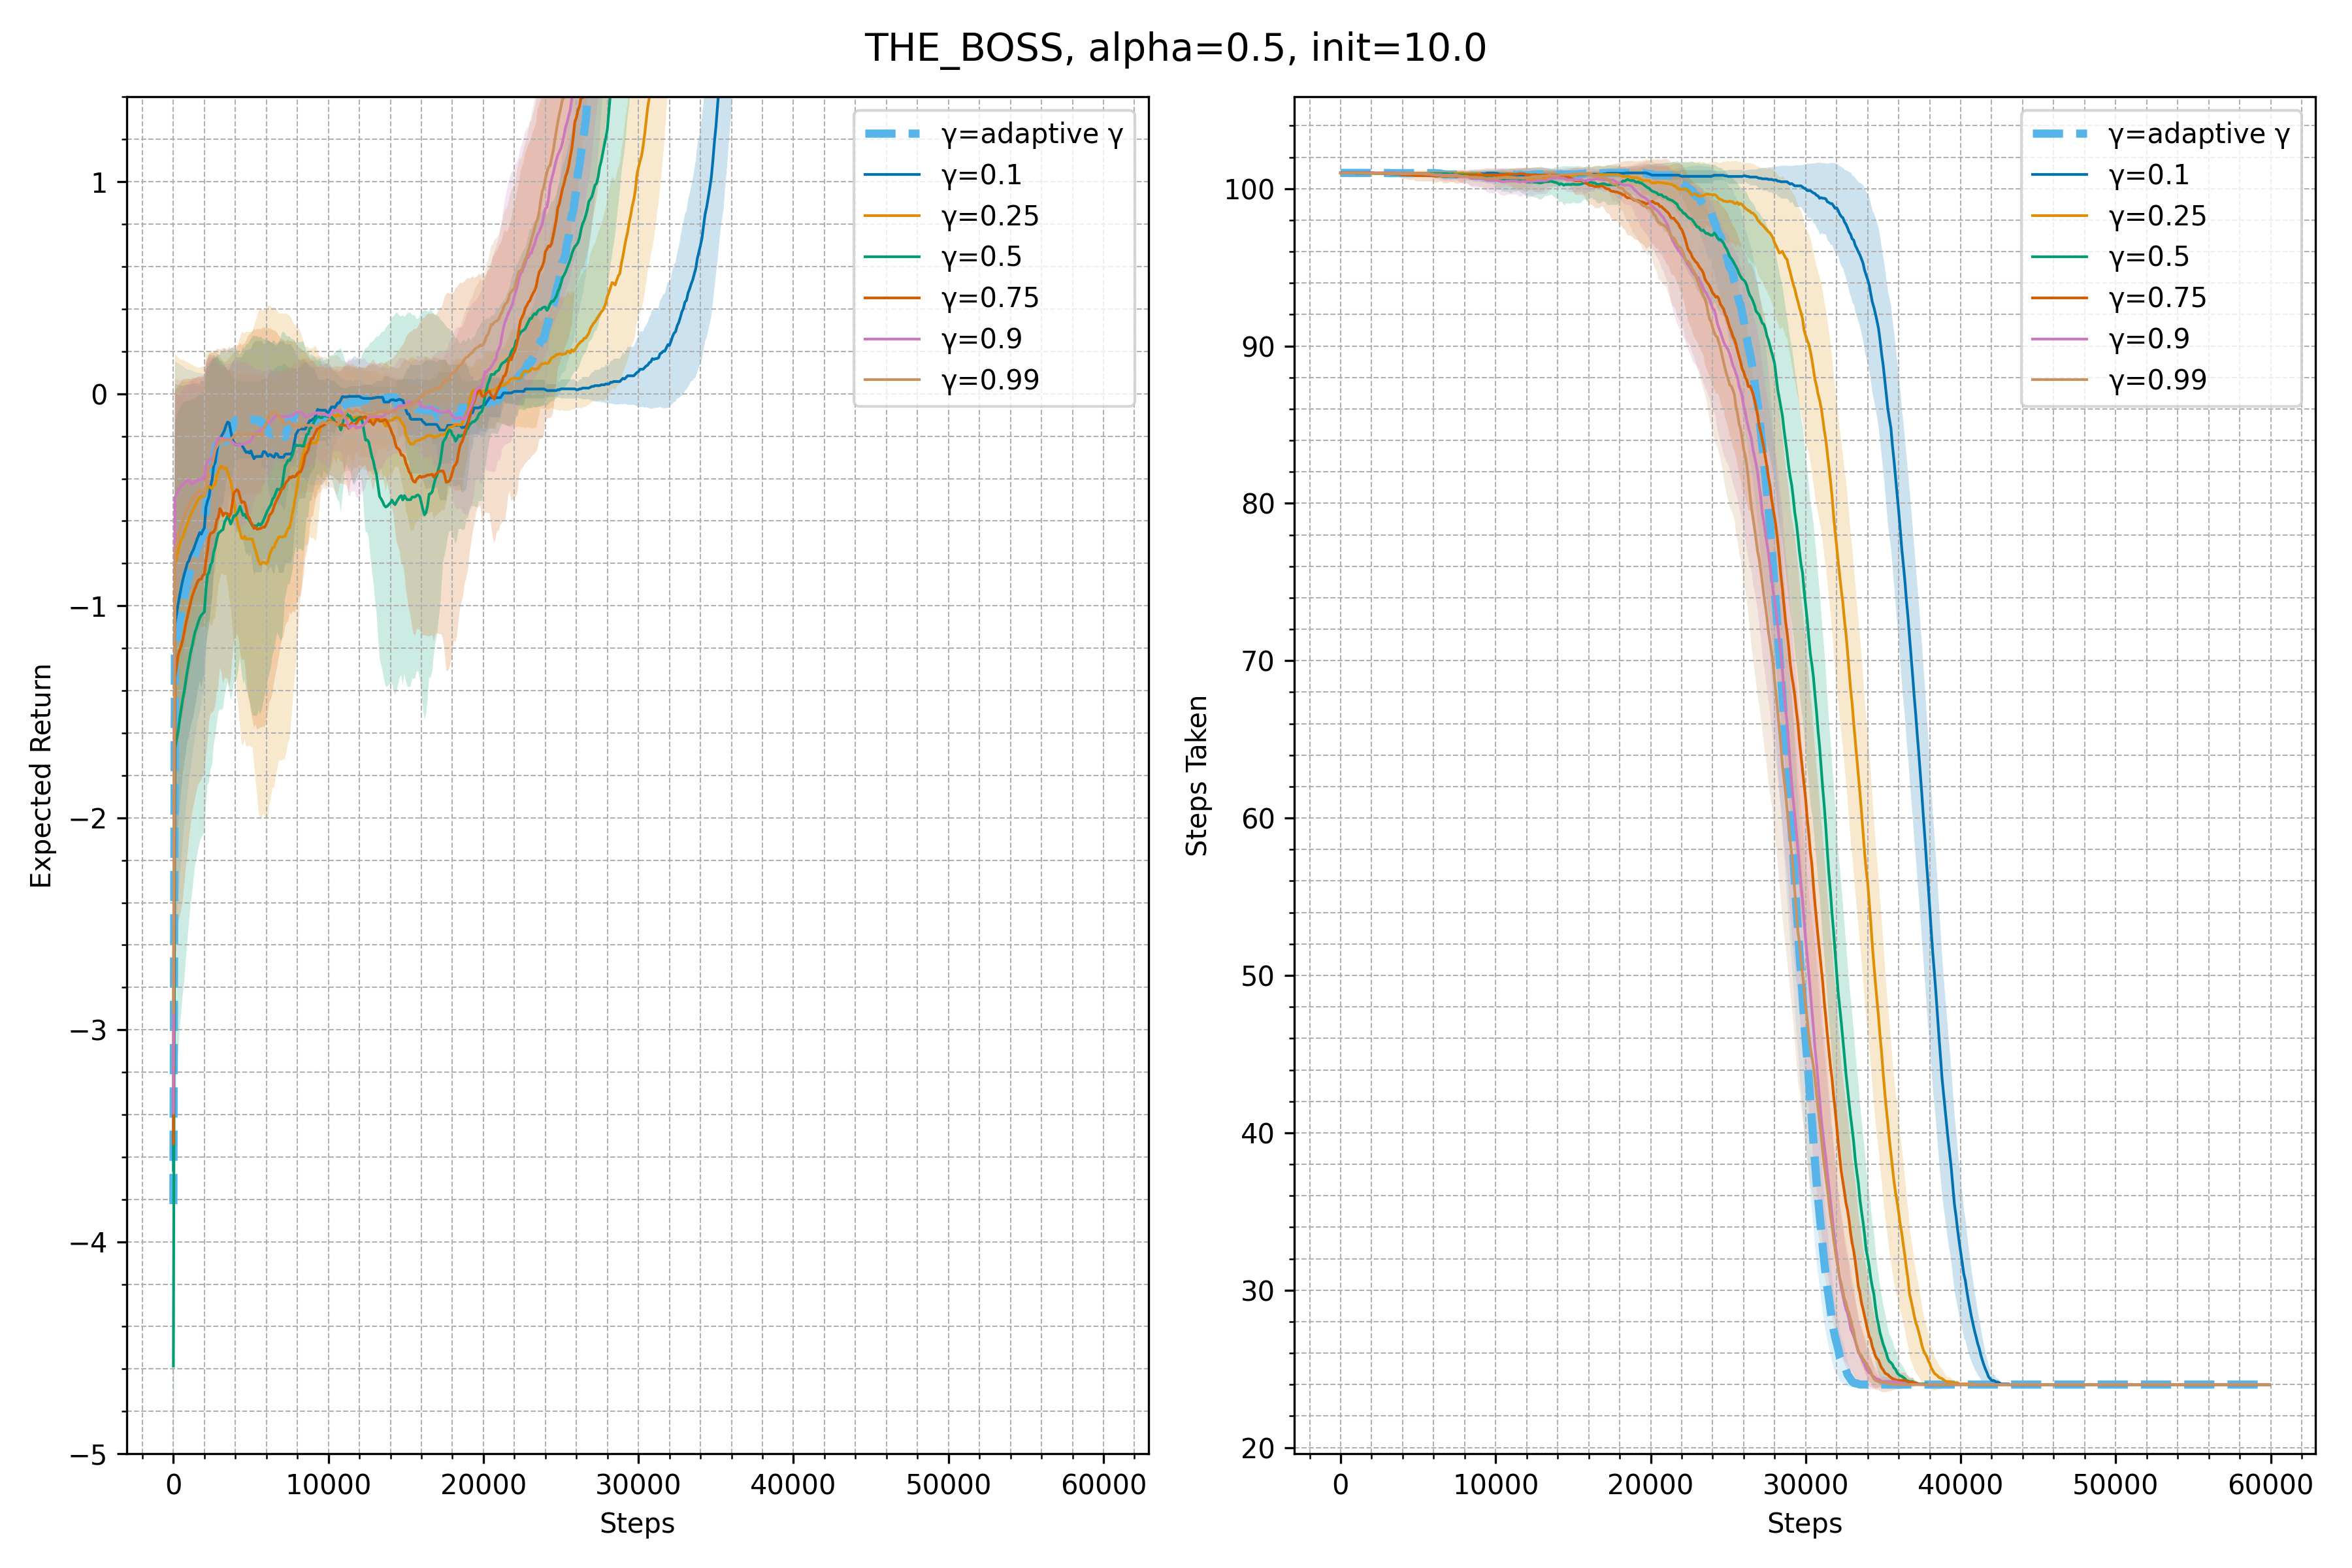 THE_BOSS, alpha=0.5, init=10.0
Expected Return
1
0
−1
−2
−3
−4
−5
0 10000 20000 30000 40000 50000 60000
Steps
γ=adaptive γ
γ=0.1
γ=0.25
γ=0.5
γ=0.75
γ=0.9
γ=0.99
Steps Taken
100
90
80
70
60
50
40
30
20
0 10000 20000 30000 40000 50000 60000
Steps
γ=adaptive γ
γ=0.1
γ=0.25
γ=0.5
γ=0.75
γ=0.9
γ=0.99